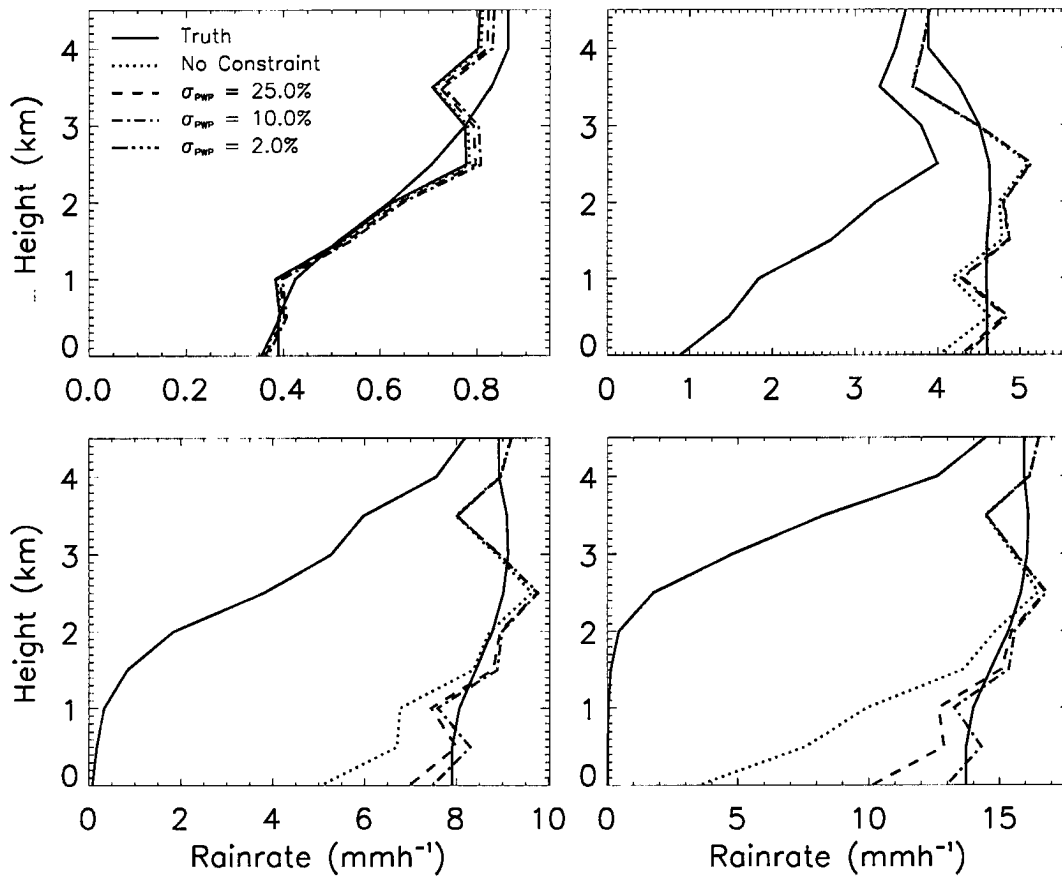 Truth
No Constraint
σPWP = 25.0%
σPWP = 10.0%
σPWP = 2.0%
Height (km)
4
3
2
1
0
0.0 0.2 0.4 0.6 0.8
4
3
2
1
0
1 2 3 4 5
Height (km)
4
3
2
1
0
0 2 4 6 8 10
Rainrate (mmh⁻¹)
4
3
2
1
0
0 5 10 15
Rainrate (mmh⁻¹)